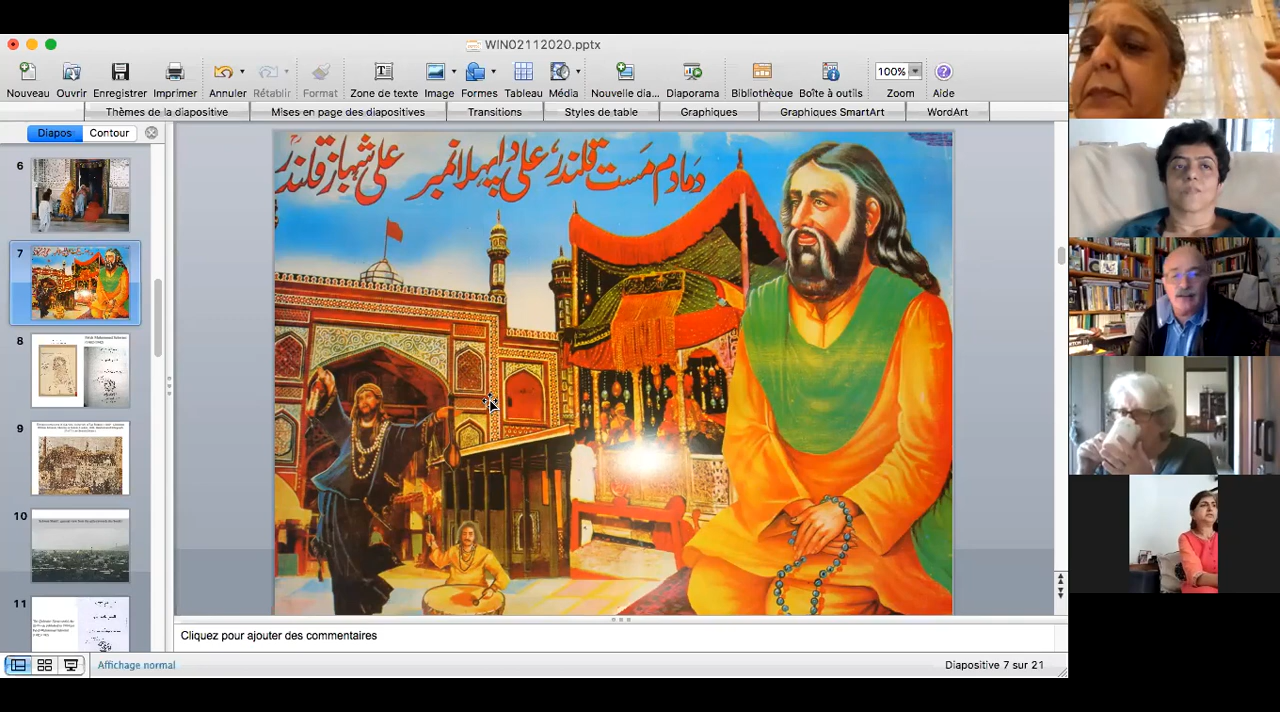 WIN02112020.pptx
Nouveau Ouvrir Enregistrer Imprimer Annuler Rétablir Format Zone de texte Image Formes Tableau Média Nouvelle dia... Diaporama Bibliothèque Boîte à outils Zoom Aide
100%
Thèmes de la diapositive Mises en page des diapositives Transitions Styles de table Graphiques Graphiques SmartArt WordArt
Diapos Contour
6
7
8
9
10
11
دمادم مست قلندر، علی دا پہلا نمبر علی شہباز قلندر
Cliquez pour ajouter des commentaires
Affichage normal
Diapositive 7 sur 21